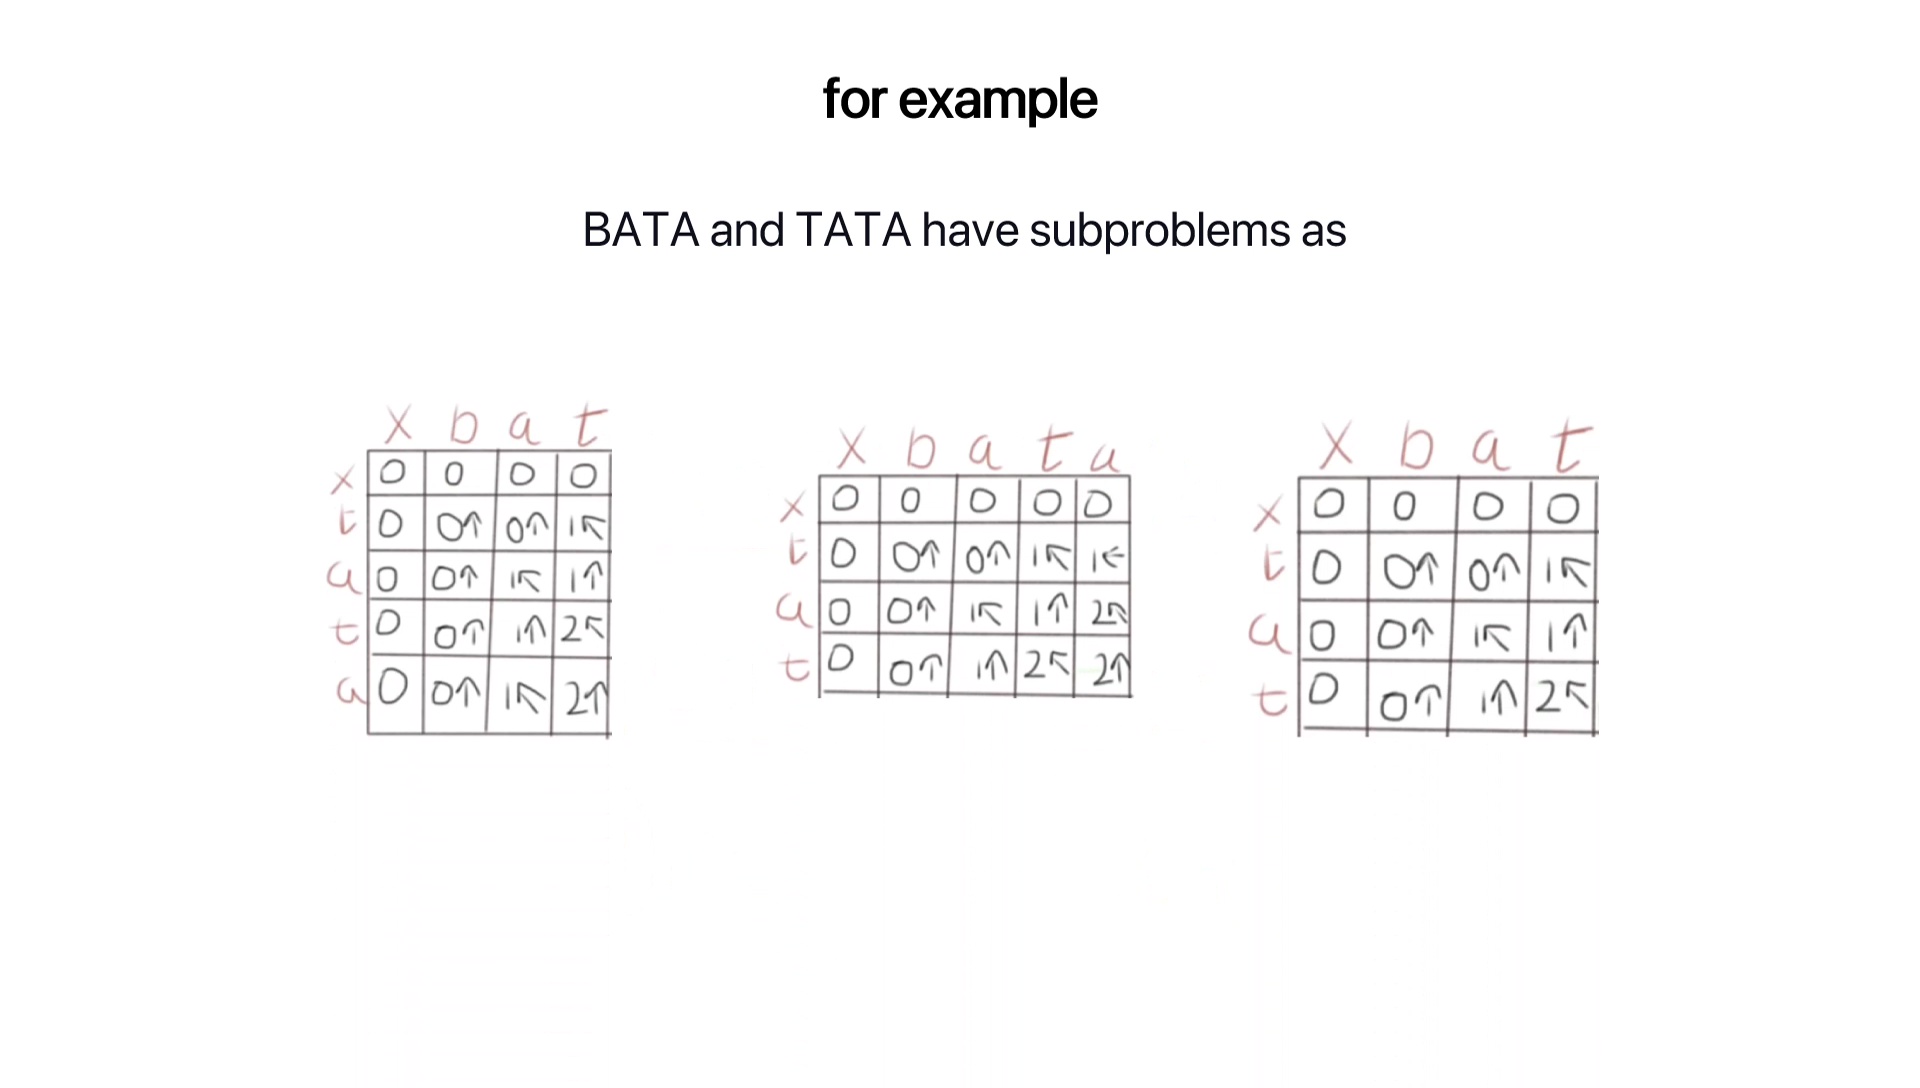 for example
BATA and TATA have subproblems as
x b a t
x 0 0 0 0
t 0 0↑ 0↑ 1↖
a 0 0↑ 1↖ 1↑
t 0 0↑ 1↑ 2↖
a 0 0↑ 1↖ 2↑
x b a t a
x 0 0 0 0 0
t 0 0↑ 0↑ 1↖ 1←
a 0 0↑ 1↖ 1↑ 2↖
t 0 0↑ 1↑ 2↖ 2↑
x b a t
x 0 0 0 0
t 0 0↑ 0↑ 1↖
a 0 0↑ 1↖ 1↑
t 0 0↑ 1↑ 2↖